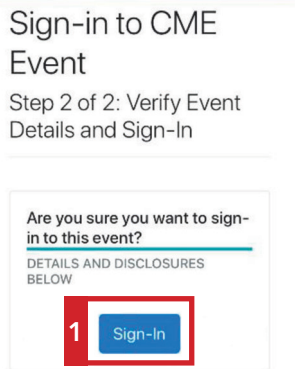 Sign-in to CME
Event
Step 2 of 2: Verify Event
Details and Sign-In
Are you sure you want to sign-
in to this event?
DETAILS AND DISCLOSURES
BELOW
1 Sign-In